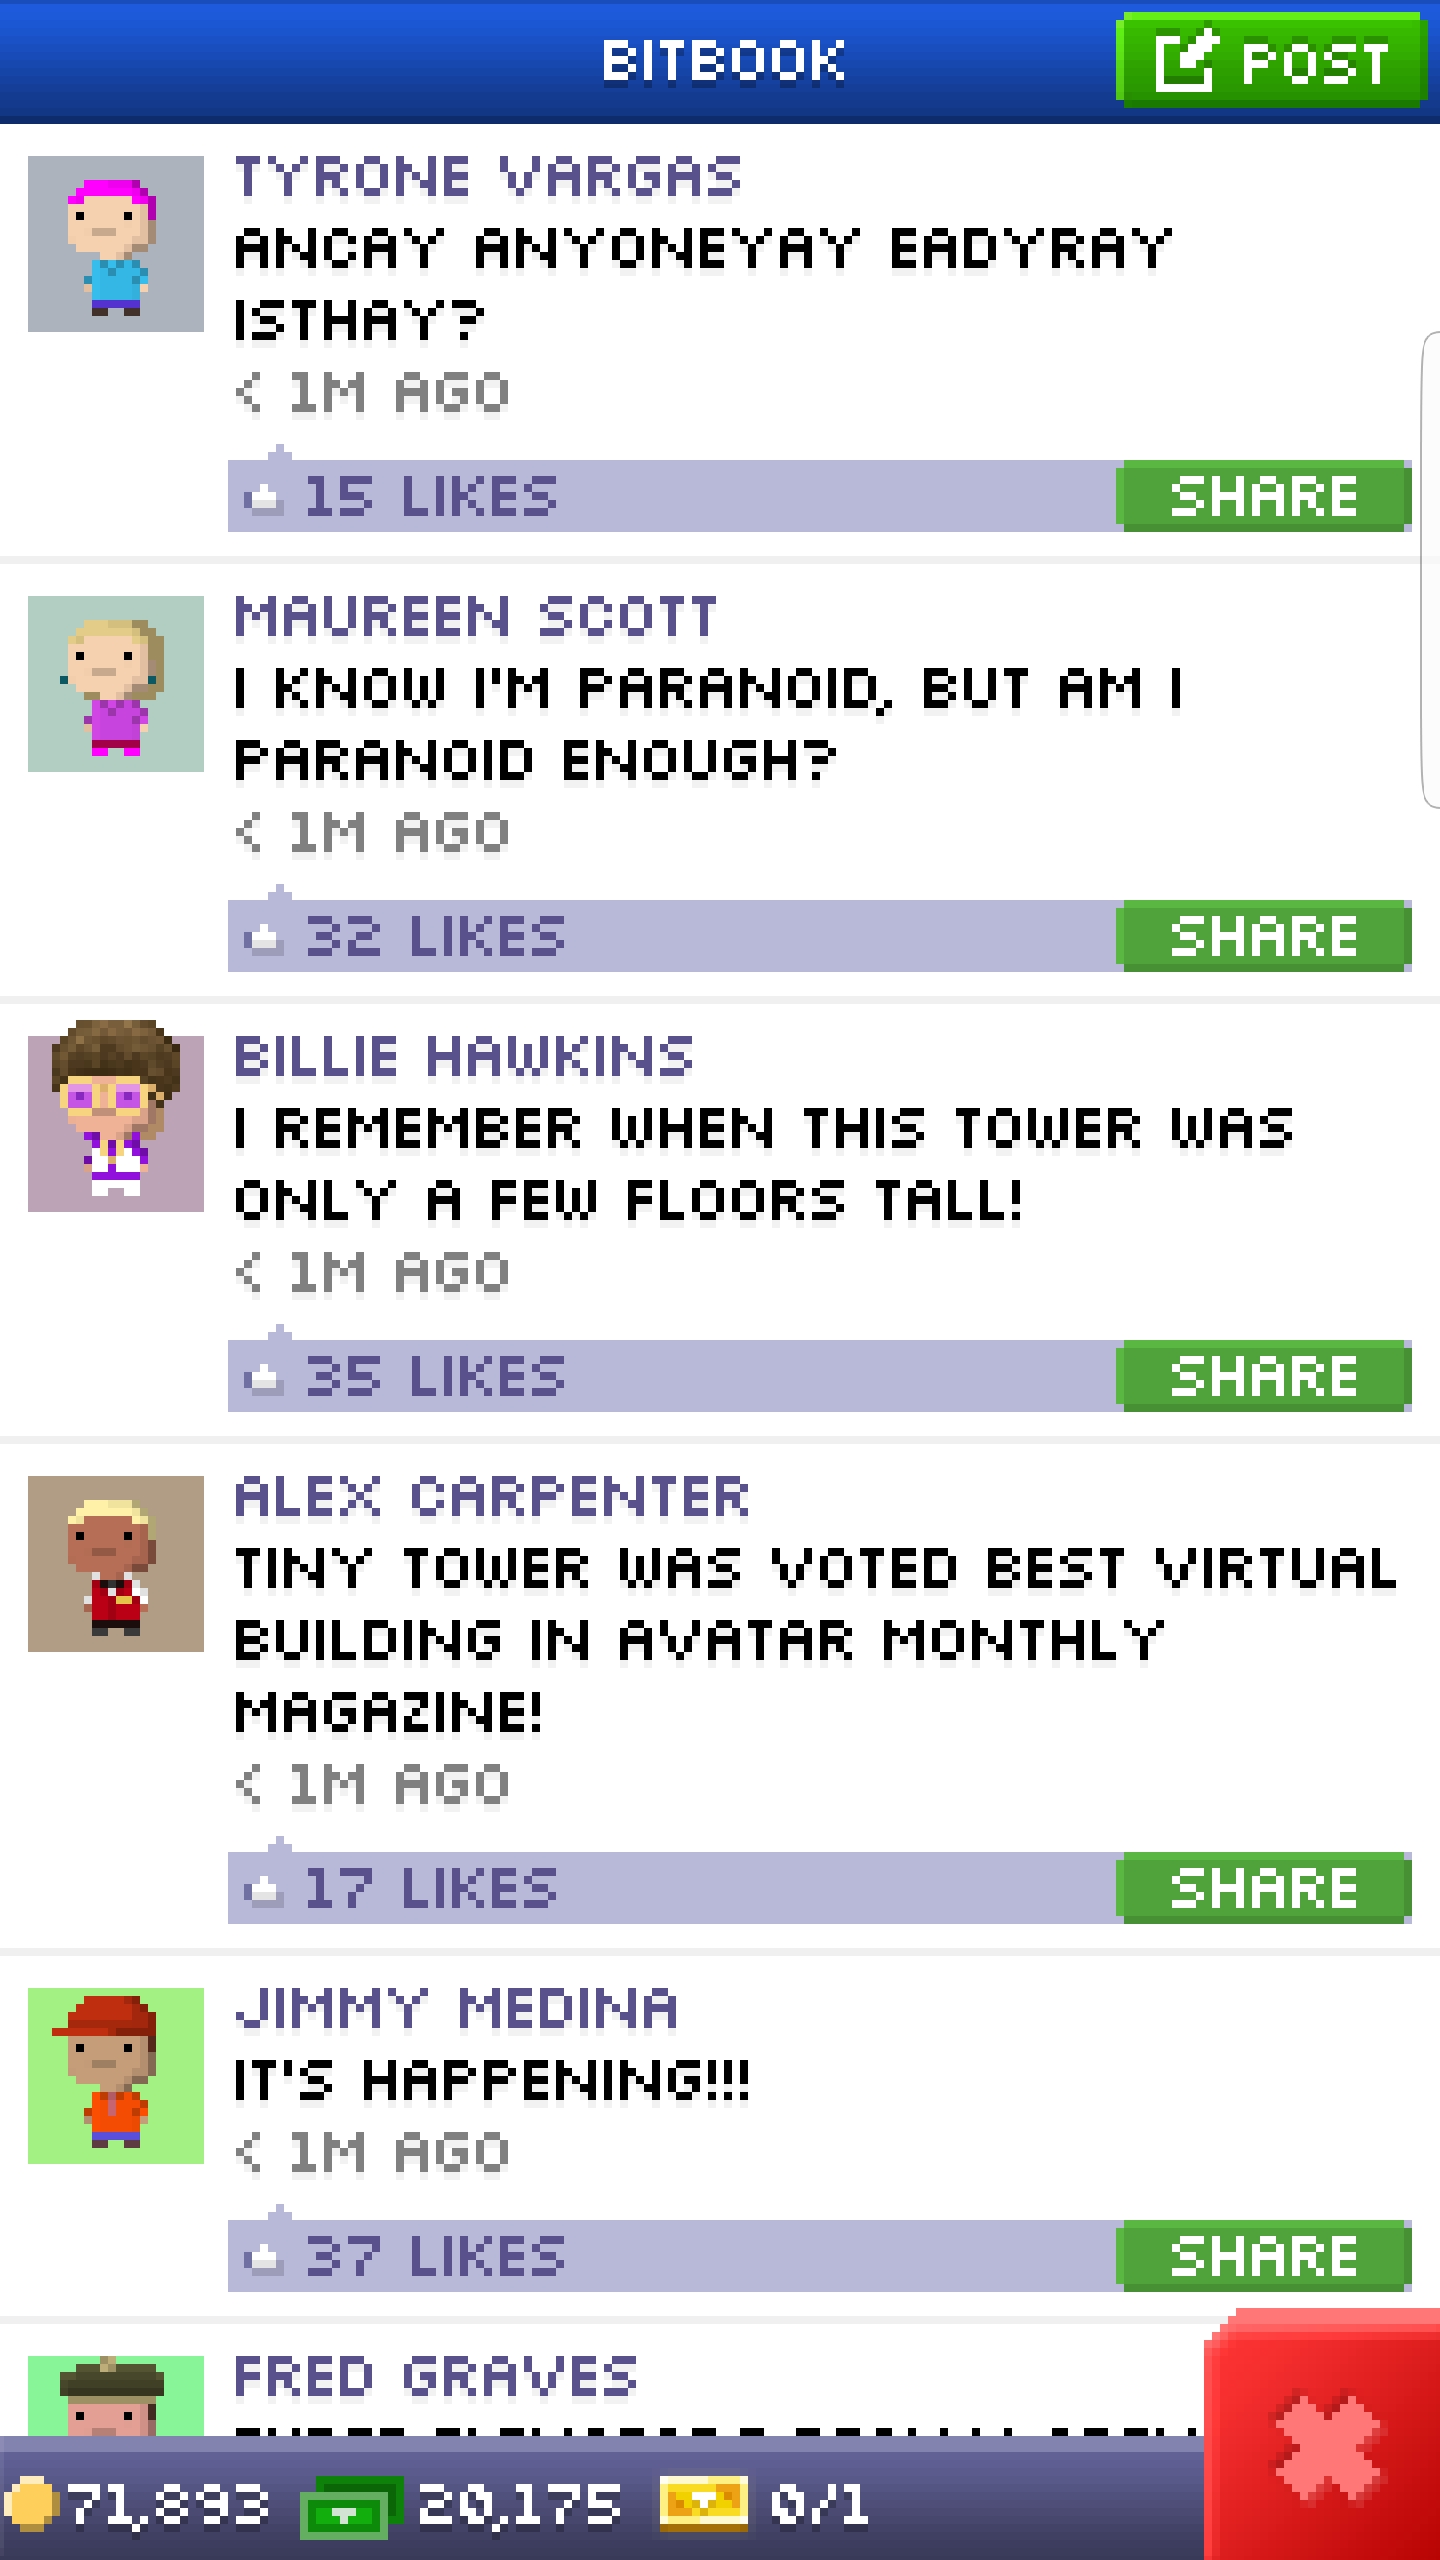 BITBOOK
POST
TYRONE VARGAS
ANCAY ANYONEYAY EADYRAY
ISTHAY?
< 1M AGO
15 LIKES
SHARE
MAUREEN SCOTT
I KNOW I'M PARANOID, BUT AM I
PARANOID ENOUGH?
< 1M AGO
32 LIKES
SHARE
BILLIE HAWKINS
I REMEMBER WHEN THIS TOWER WAS
ONLY A FEW FLOORS TALL!
< 1M AGO
35 LIKES
SHARE
ALEX CARPENTER
TINY TOWER WAS VOTED BEST VIRTUAL
BUILDING IN AVATAR MONTHLY
MAGAZINE!
< 1M AGO
17 LIKES
SHARE
JIMMY MEDINA
IT'S HAPPENING!!!
< 1M AGO
37 LIKES
SHARE
FRED GRAVES
71,893
20,175
0/1